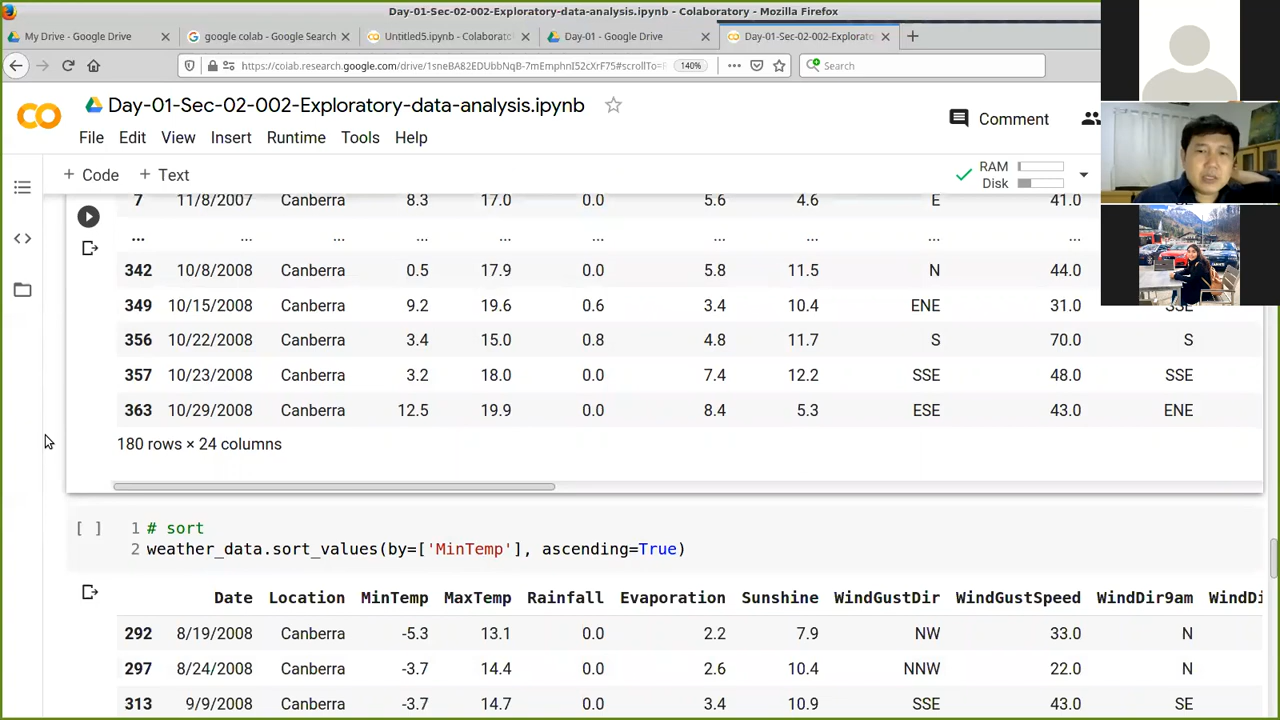 Day-01-Sec-02-002-Exploratory-data-analysis.ipynb - Colaboratory - Mozilla Firefox
My Drive - Google Drive × google colab - Google Search × Untitled5.ipynb - Colaborat × Day-01 - Google Drive × Day-01-Sec-02-002-Explorato ×
https://colab.research.google.com/drive/ 140% Search
Day-01-Sec-02-002-Exploratory-data-analysis.ipynb
Comment
File Edit View Insert Runtime Tools Help
+ Code + Text RAM
Disk
7 11/8/2007 Canberra 8.3 17.0 0.0 5.6 4.6 E 41.0
... ... ... ... ... ... ... ... ... ...
342 10/8/2008 Canberra 0.5 17.9 0.0 5.8 11.5 N 44.0
349 10/15/2008 Canberra 9.2 19.6 0.6 3.4 10.4 ENE 31.0 SSE
356 10/22/2008 Canberra 3.4 15.0 0.8 4.8 11.7 S 70.0 S
357 10/23/2008 Canberra 3.2 18.0 0.0 7.4 12.2 SSE 48.0 SSE
363 10/29/2008 Canberra 12.5 19.9 0.0 8.4 5.3 ESE 43.0 ENE
180 rows × 24 columns
[ ] 1 # sort
2 weather_data.sort_values(by=['MinTemp'], ascending=True)
Date Location MinTemp MaxTemp Rainfall Evaporation Sunshine WindGustDir WindGustSpeed WindDir9am WindDi
292 8/19/2008 Canberra -5.3 13.1 0.0 2.2 7.9 NW 33.0 N
297 8/24/2008 Canberra -3.7 14.4 0.0 2.6 10.4 NNW 22.0 N
313 9/9/2008 Canberra -3.7 14.7 0.0 3.4 10.9 SSE 43.0 SE